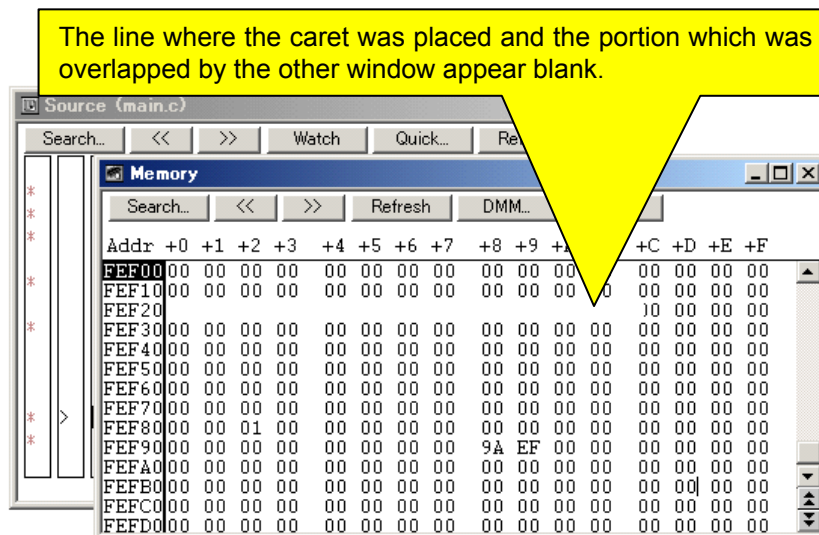 The line where the caret was placed and the portion which was
overlapped by the other window appear blank.
Source (main.c)
Search... << >> Watch Quick...
*
*
*
*
*
* >
*
Memory
Search... << >> Refresh DMM...
Addr +0 +1 +2 +3 +4 +5 +6 +7 +8 +9 +C +D +E +F
FEF00 00 00 00 00 00 00 00 00 00 00 00 00 00 00 00 00
FEF10 00 00 00 00 00 00 00 00 00 00 00 00 00 00 00
FEF20 00 00 00
FEF30 00 00 00 00 00 00 00 00 00 00 00 00 00 00 00 00
FEF40 00 00 00 00 00 00 00 00 00 00 00 00 00 00 00 00
FEF50 00 00 00 00 00 00 00 00 00 00 00 00 00 00 00 00
FEF60 00 00 00 00 00 00 00 00 00 00 00 00 00 00 00 00
FEF70 00 00 00 00 00 00 00 00 00 00 00 00 00 00 00 00
FEF80 00 00 01 00 00 00 00 00 00 00 00 00 00 00 00 00
FEF90 00 00 00 00 00 00 00 00 9A EF 00 00 00 00 00 00
FEFA0 00 00 00 00 00 00 00 00 00 00 00 00 00 00 00 00
FEFB0 00 00 00 00 00 00 00 00 00 00 00 00 00 00 00 00
FEFC0 00 00 00 00 00 00 00 00 00 00 00 00 00 00 00 00
FEFD0 00 00 00 00 00 00 00 00 00 00 00 00 00 00 00 00